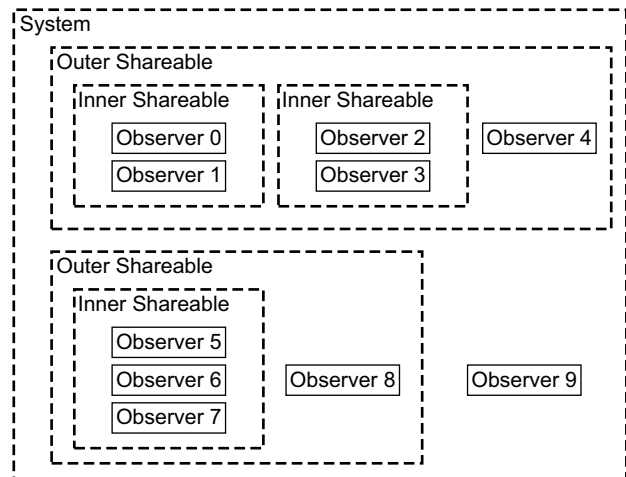 System
Outer Shareable
Inner Shareable
Observer 0
Observer 1
Inner Shareable
Observer 2
Observer 3
Observer 4
Outer Shareable
Inner Shareable
Observer 5
Observer 6
Observer 7
Observer 8
Observer 9